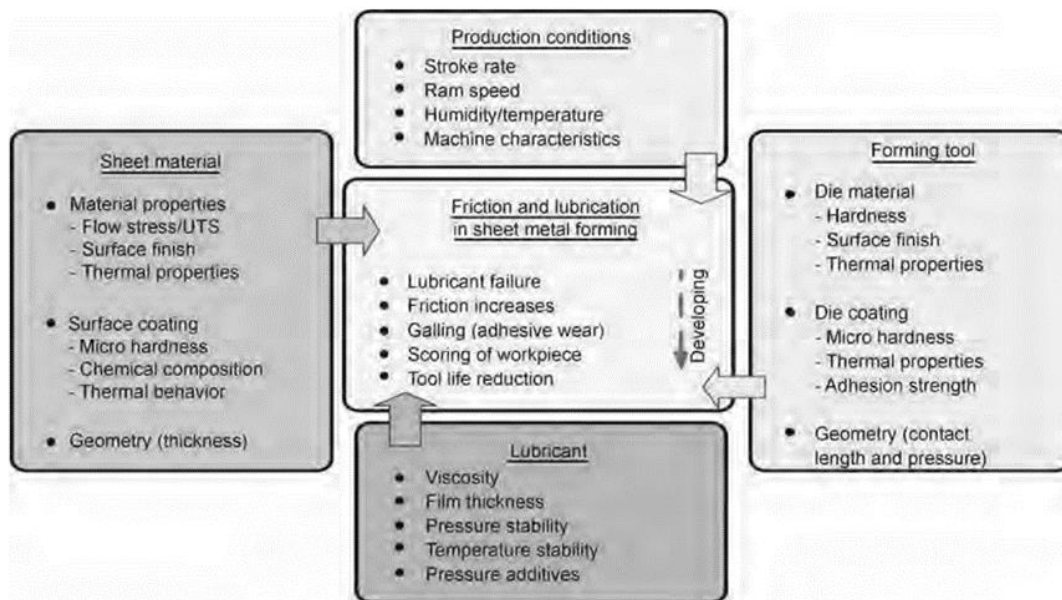 Production conditions
• Stroke rate
• Ram speed
• Humidity/temperature
• Machine characteristics
Sheet material
• Material properties
- Flow stress/UTS
- Surface finish
- Thermal properties
• Surface coating
- Micro hardness
- Chemical composition
- Thermal behavior
• Geometry (thickness)
Friction and lubrication
in sheet metal forming
• Lubricant failure
• Friction increases
• Galling (adhesive wear)
• Scoring of workpiece
• Tool life reduction
Developing
Forming tool
• Die material
- Hardness
- Surface finish
- Thermal properties
• Die coating
- Micro hardness
- Thermal properties
- Adhesion strength
• Geometry (contact
length and pressure)
Lubricant
• Viscosity
• Film thickness
• Pressure stability
• Temperature stability
• Pressure additives